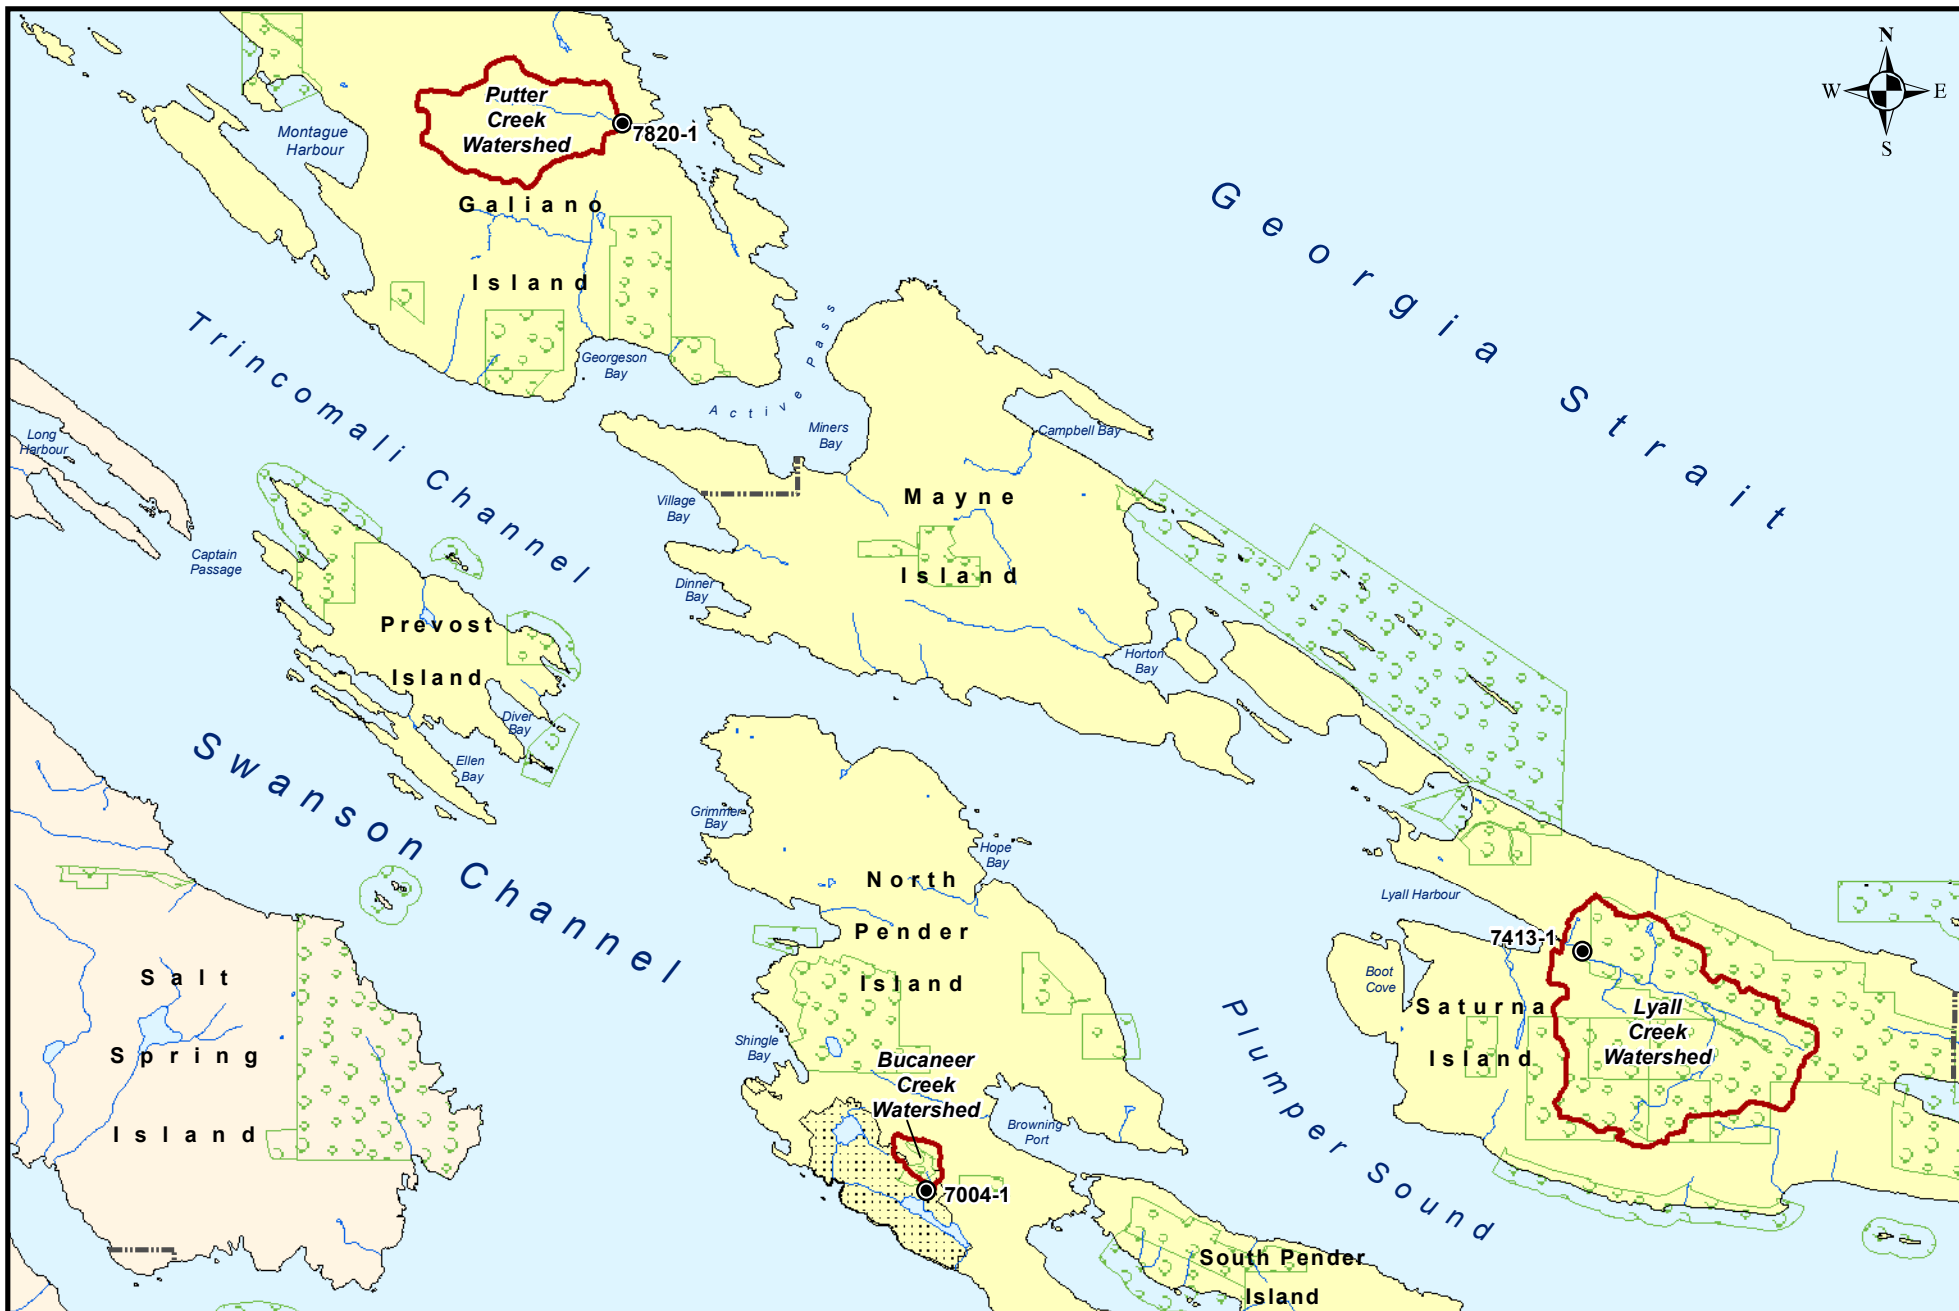 N
W E
S
Putter
Creek
Watershed
7820-1
Montague
Harbour
Galiano
Island
Georgia Strait
Trincomali Channel
Georgeson
Bay
Active Pass
Miners
Bay
Campbell Bay
Long
Harbour
Village
Bay
Mayne
Island
Captain
Passage
Dinner
Bay
Prevost
Island
Horton
Bay
Diver
Bay
Ellen
Bay
Swanson Channel
Grimmer
Bay
Hope
Bay
North
Pender
Island
Lyall Harbour
7413-1
Boot
Cove
Saturna
Island
Lyall
Creek
Watershed
Salt
Spring
Island
Shingle
Bay
Bucaneer
Creek
Watershed
Browning
Port
Plumper Sound
7004-1
South Pender
Island